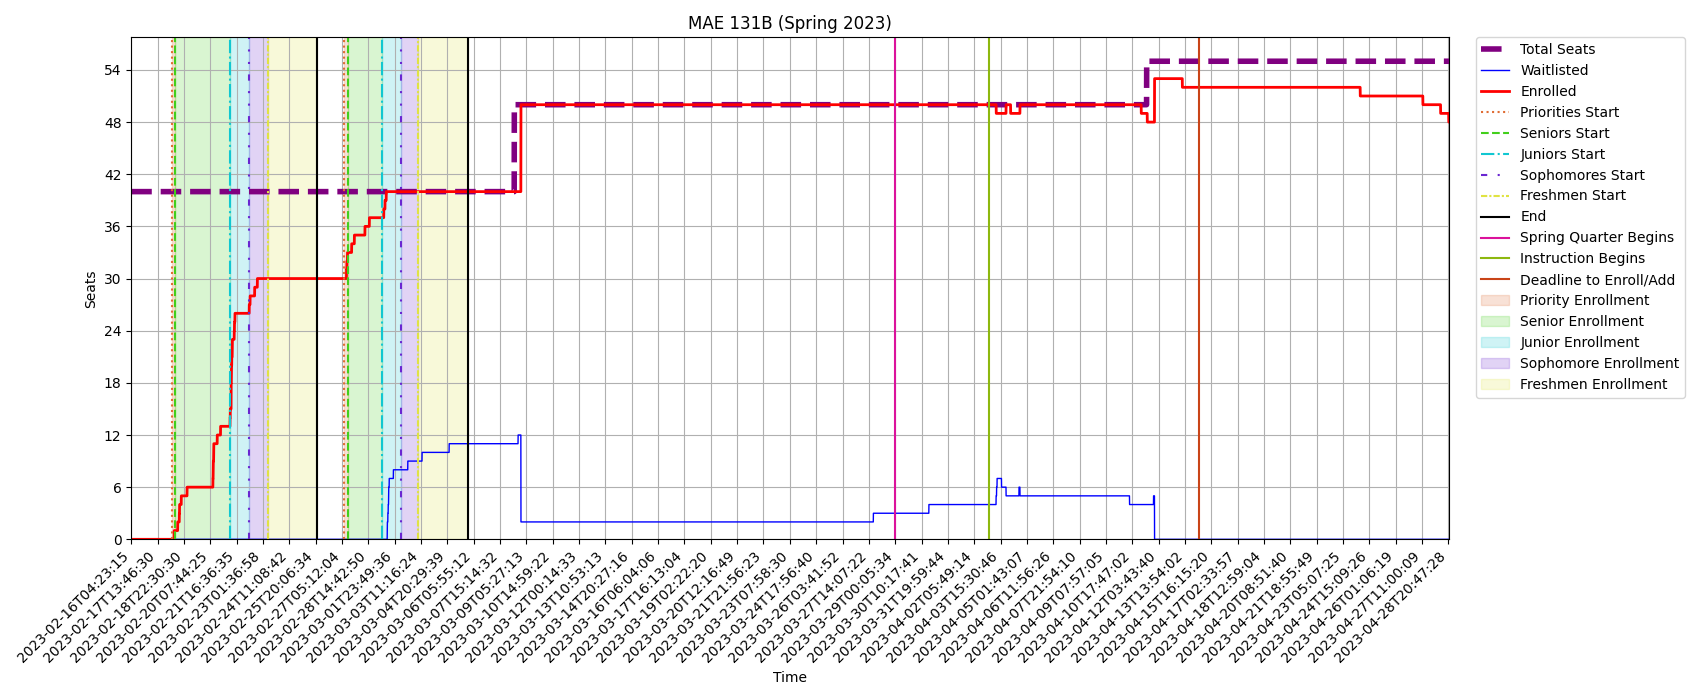 MAE 131B (Spring 2023)
Seats
54
48
42
36
30
24
18
12
6
0
2023-02-16T04:23:15
2023-02-17T13:46:30
2023-02-18T22:30:30
2023-02-20T07:44:25
2023-02-21T16:36:35
2023-02-23T01:36:58
2023-02-24T11:08:42
2023-02-25T20:06:34
2023-02-27T05:12:04
2023-02-28T14:42:50
2023-03-01T23:49:36
2023-03-03T11:16:24
2023-03-04T20:29:39
2023-03-06T05:55:12
2023-03-07T15:14:32
2023-03-09T05:27:13
2023-03-10T14:59:22
2023-03-12T00:14:33
2023-03-13T10:53:13
2023-03-14T20:27:16
2023-03-16T06:04:06
2023-03-17T16:13:04
2023-03-19T02:22:20
2023-03-20T12:16:49
2023-03-21T21:56:23
2023-03-23T07:58:30
2023-03-24T17:56:40
2023-03-26T03:41:52
2023-03-27T14:07:22
2023-03-29T00:05:34
2023-03-30T10:17:41
2023-03-31T19:59:44
2023-04-02T05:49:14
2023-04-03T15:30:46
2023-04-05T01:43:07
2023-04-06T11:56:26
2023-04-07T21:54:10
2023-04-09T07:57:05
2023-04-10T17:47:02
2023-04-12T03:43:40
2023-04-13T13:54:02
2023-04-15T16:15:20
2023-04-17T02:33:57
2023-04-18T12:59:04
2023-04-20T08:51:40
2023-04-21T18:55:49
2023-04-23T05:07:25
2023-04-24T15:09:26
2023-04-26T01:06:19
2023-04-27T11:00:09
2023-04-28T20:47:28
Time
Total Seats
Waitlisted
Enrolled
Priorities Start
Seniors Start
Juniors Start
Sophomores Start
Freshmen Start
End
Spring Quarter Begins
Instruction Begins
Deadline to Enroll/Add
Priority Enrollment
Senior Enrollment
Junior Enrollment
Sophomore Enrollment
Freshmen Enrollment